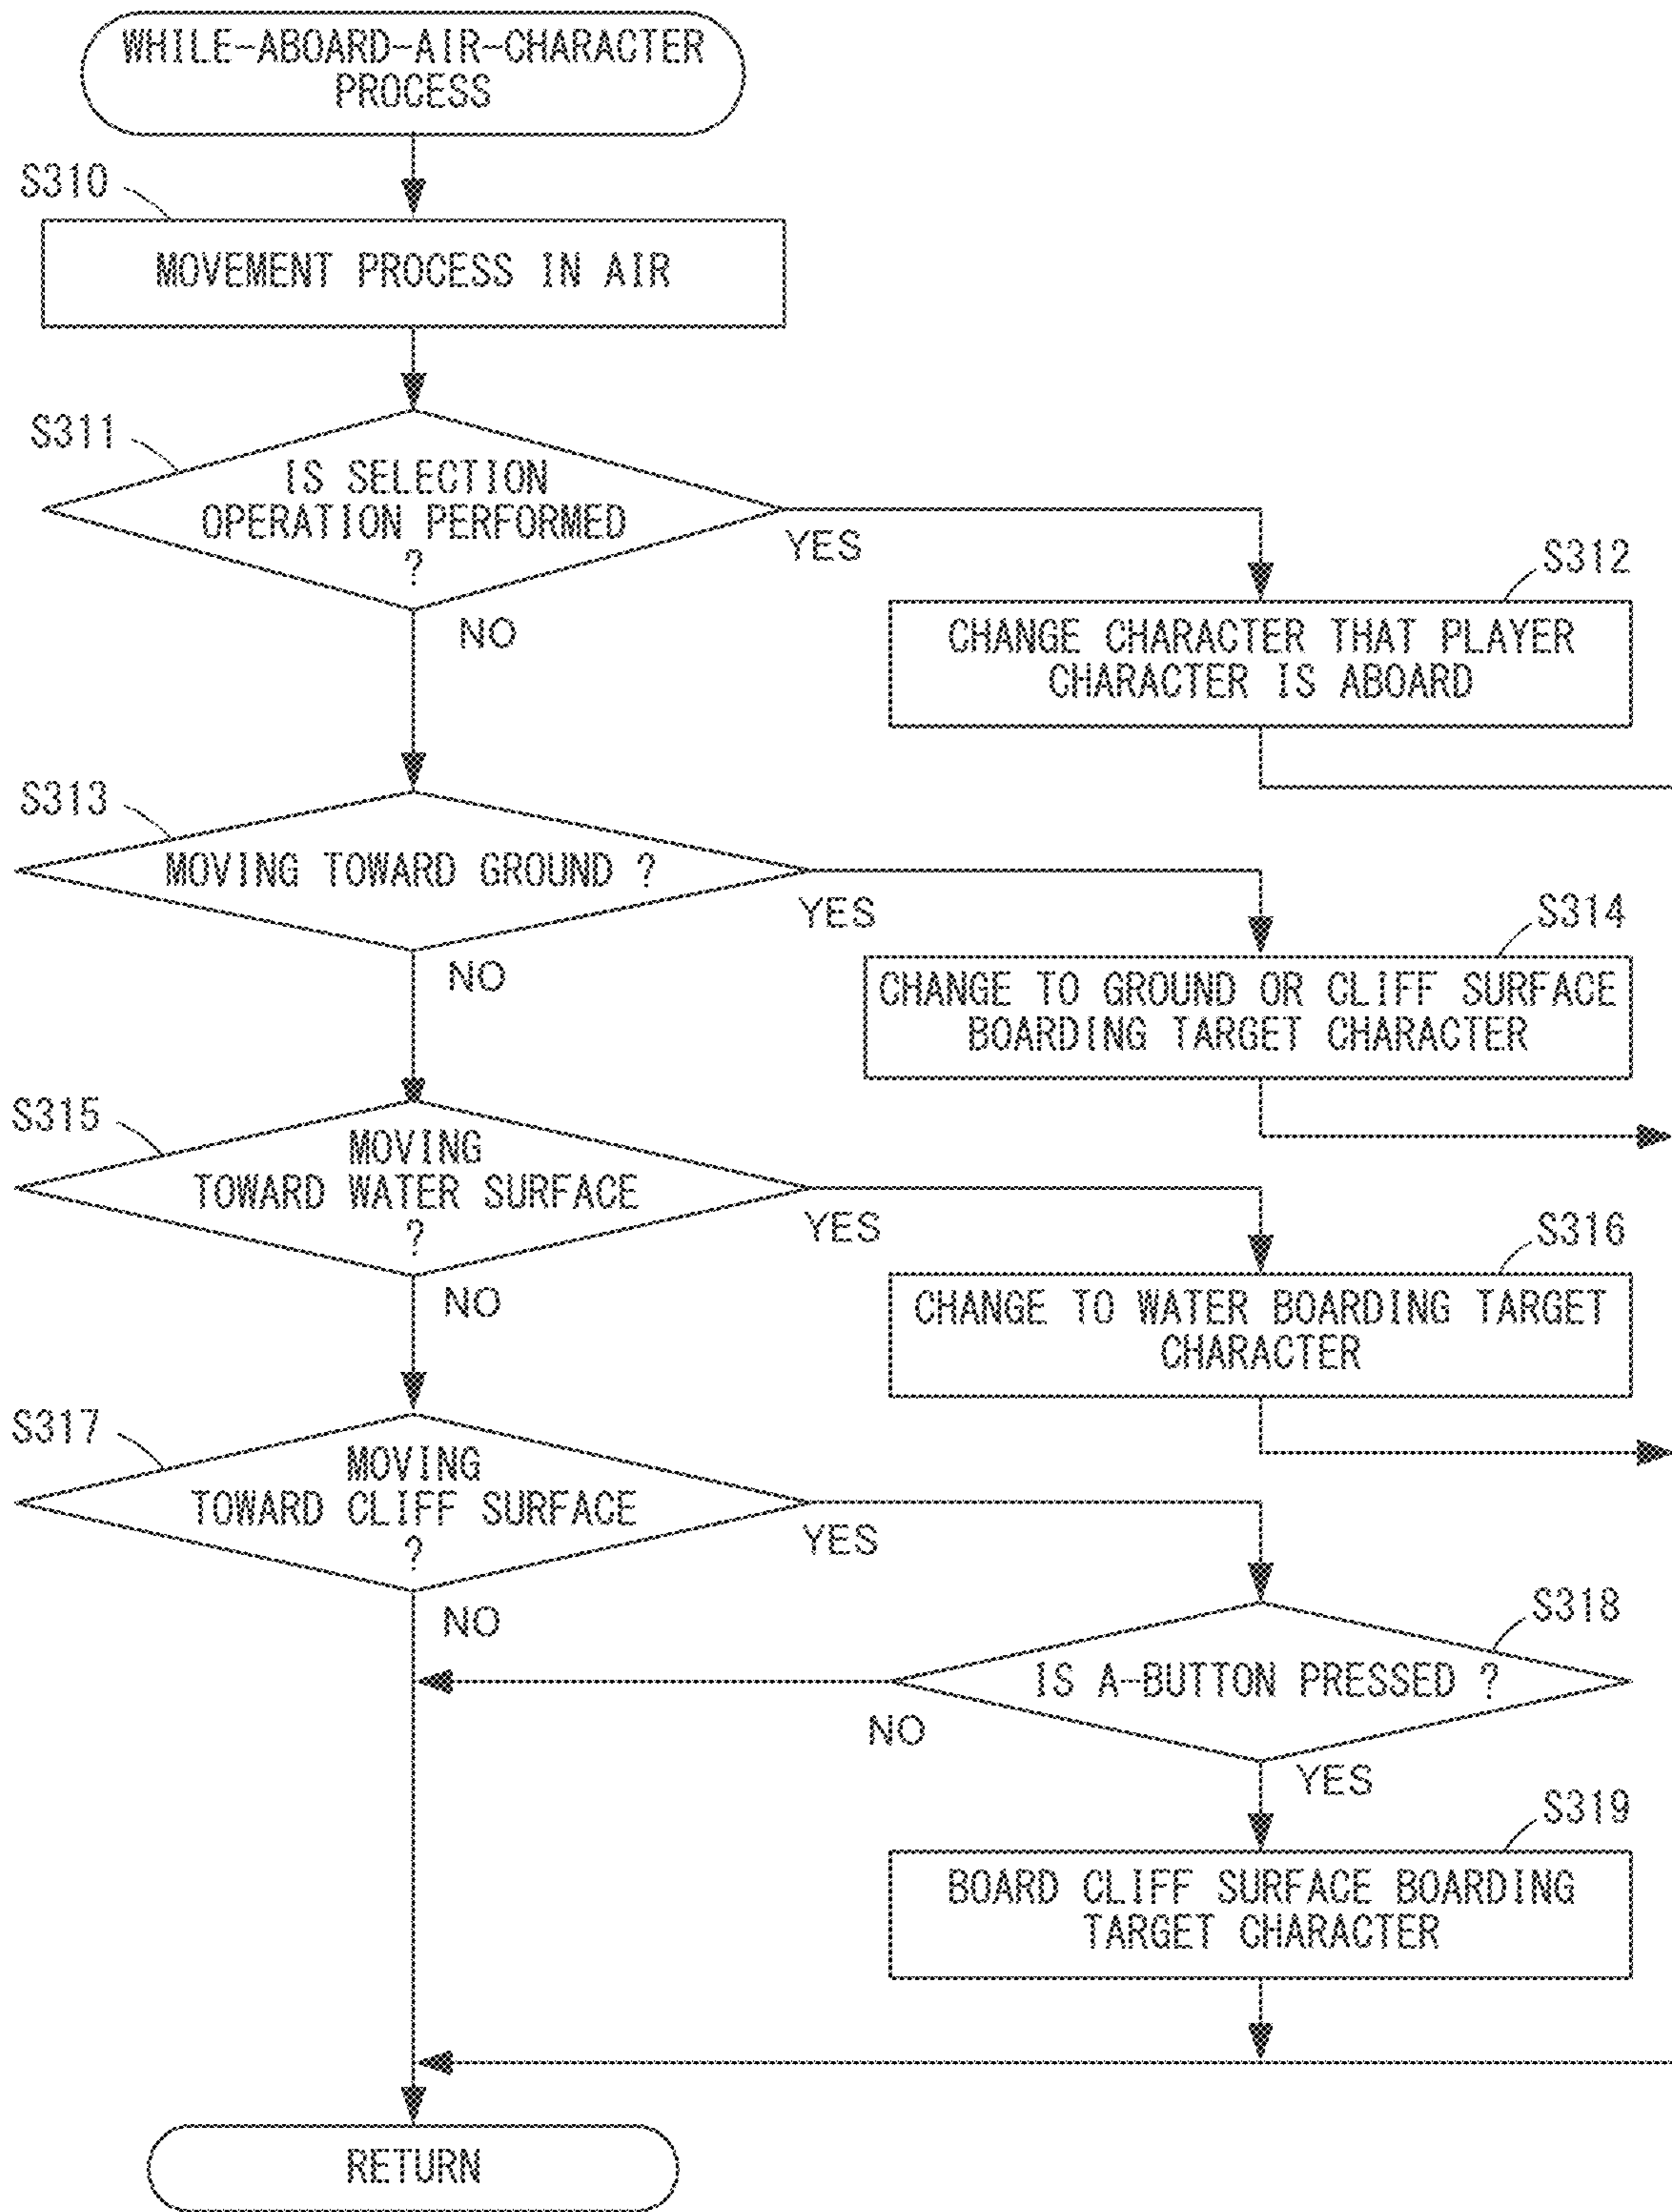 WHILE-ABOARD-AIR-CHARACTER
PROCESS
S310
MOVEMENT PROCESS IN AIR
S311
IS SELECTION
OPERATION PERFORMED
?
YES
NO
S312
CHANGE CHARACTER THAT PLAYER
CHARACTER IS ABOARD
S313
MOVING TOWARD GROUND ?
YES
NO
S314
CHANGE TO GROUND OR CLIFF SURFACE
BOARDING TARGET CHARACTER
S315
MOVING
TOWARD WATER SURFACE
?
YES
NO
S316
CHANGE TO WATER BOARDING TARGET
CHARACTER
S317
MOVING
TOWARD CLIFF SURFACE
?
YES
NO
S318
IS A-BUTTON PRESSED ?
NO
YES
S319
BOARD CLIFF SURFACE BOARDING
TARGET CHARACTER
RETURN